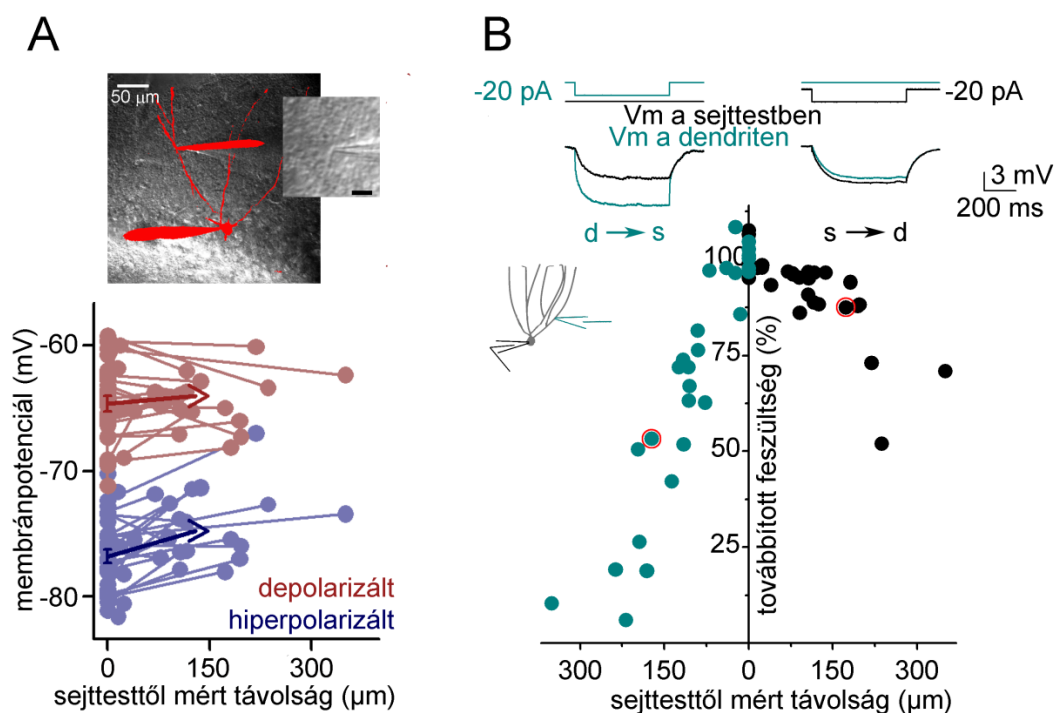 A
50 μm
membránpotenciál (mV)
-60
-70
-80
depolarizált
hiperpolarizált
0
150
300
sejttesttől mért távolság (μm)
B
-20 pA
-20 pA
Vm a sejttestben
Vm a dendriten
3 mV
200 ms
d → s
s → d
100
75
50
25
továbbított feszültség (%)
300
150
0
150
300
sejttesttől mért távolság (μm)